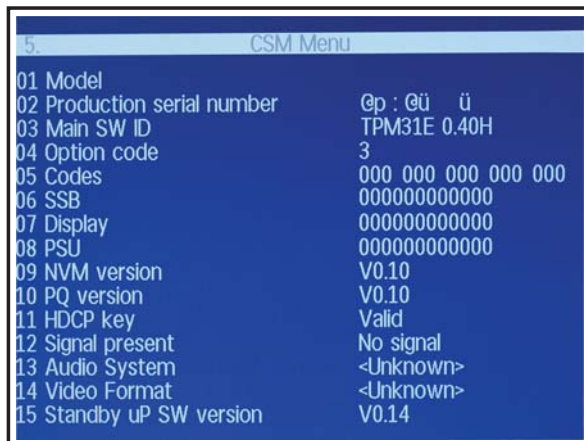 5. CSM Menu
01 Model
02 Production serial number @p : @ü ü
03 Main SW ID TPM31E 0.40H
04 Option code 3
05 Codes 000 000 000 000 000
06 SSB 000000000000
07 Display 000000000000
08 PSU 000000000000
09 NVM version V0.10
10 PQ version V0.10
11 HDCP key Valid
12 Signal present No signal
13 Audio System <Unknown>
14 Video Format <Unknown>
15 Standby uP SW version V0.14